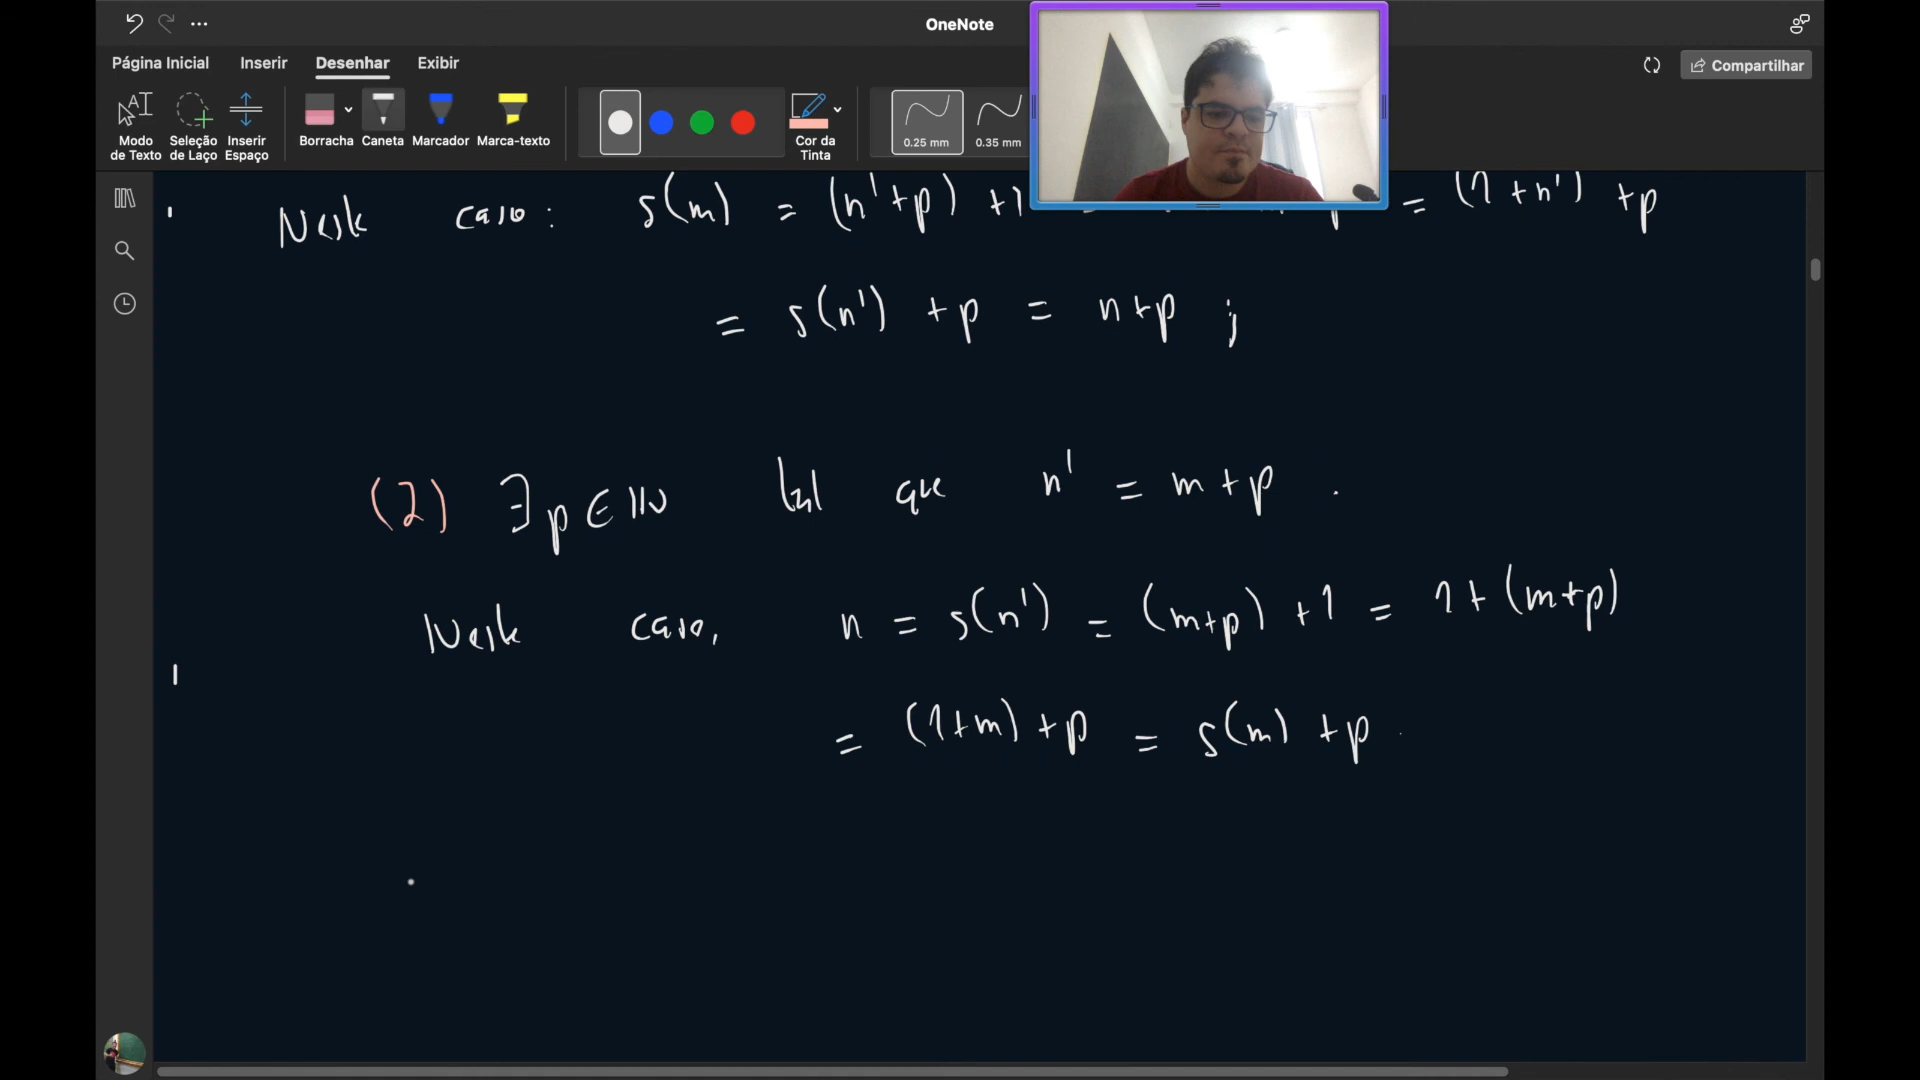 OneNote
Página Inicial Inserir Desenhar Exibir
Compartilhar
Modo de Texto Seleção de Laço Inserir Espaço Borracha Caneta Marcador Marca-texto Cor da Tinta 0.25 mm 0.35 mm
Neste caso: s(m) = (n'+p) +1 = (1+n') +p
= s(n') + p = n+p ;
(2) ∃p ∈ ℕ tal que n' = m+p .
Neste caso, n = s(n') = (m+p) +1 = 1+ (m+p)
= (1+m) +p = s(m) +p .